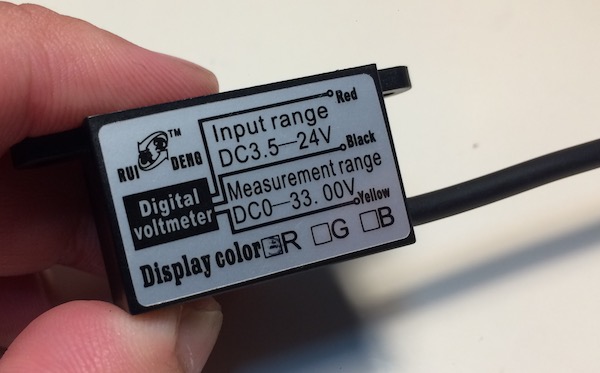 RUI DENG ™
Digital
voltmeter
Input range
DC3.5—24V
Red
Black
Measurement range
DC0—33.00V
Yellow
Display color R G B